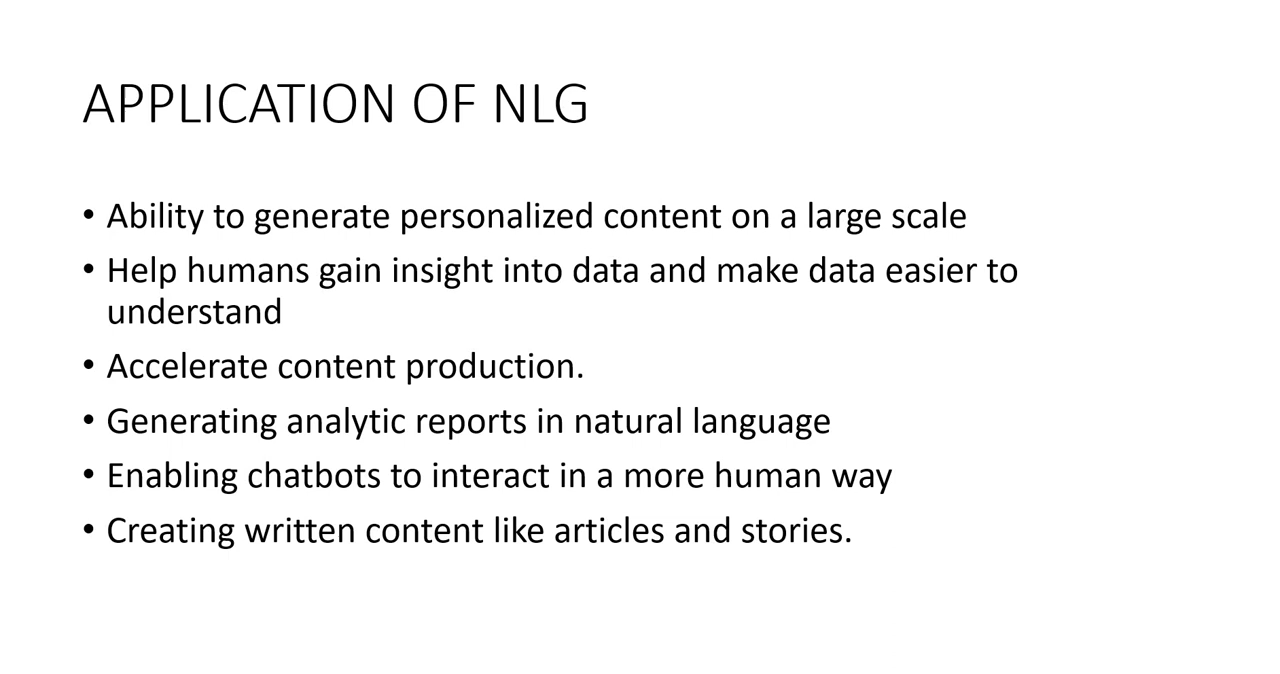 APPLICATION OF NLG
• Ability to generate personalized content on a large scale
• Help humans gain insight into data and make data easier to
understand
• Accelerate content production.
• Generating analytic reports in natural language
• Enabling chatbots to interact in a more human way
• Creating written content like articles and stories.